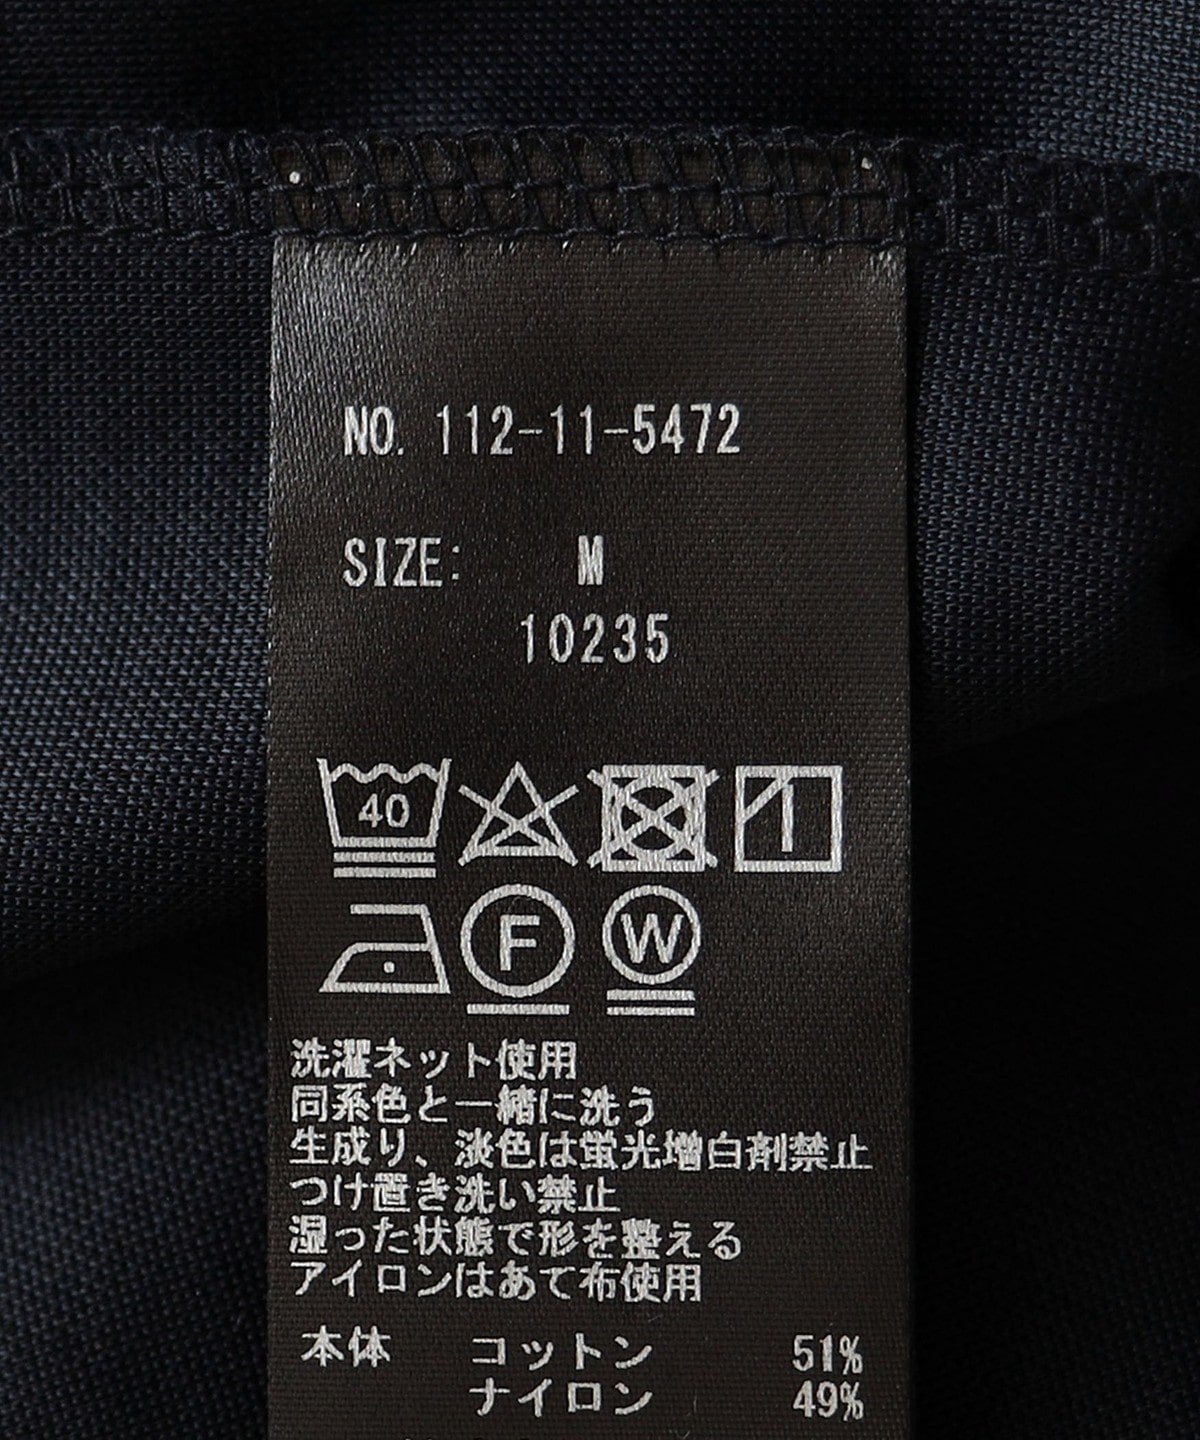 NO. 112-11-5472
SIZE: M
10235
40
F W
洗濯ネット使用
同系色と一緒に洗う
生成り、淡色は蛍光増白剤禁止
つけ置き洗い禁止
湿った状態で形を整える
アイロンはあて布使用
本体 コットン 51%
ナイロン 49%